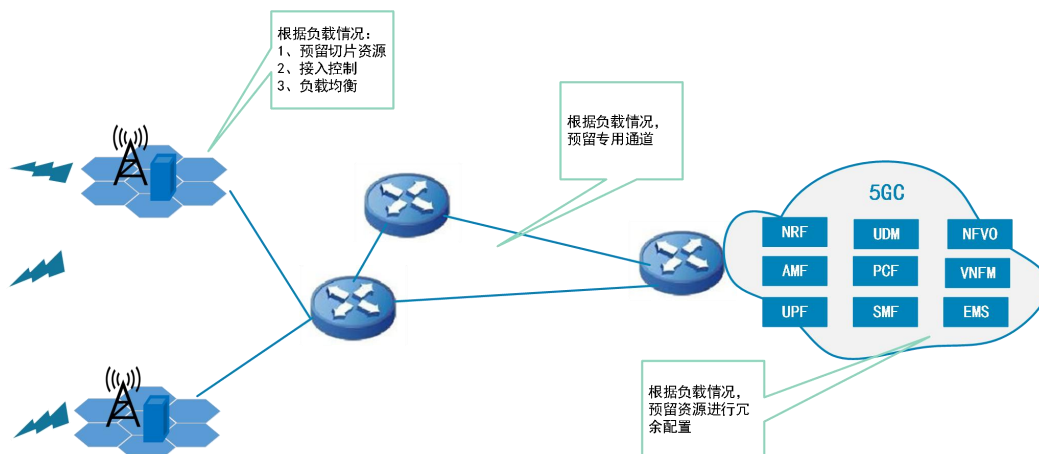 根据负载情况：
1、预留切片资源
2、接入控制
3、负载均衡
根据负载情况，
预留专用通道
5GC
NRF UDM NFVO
AMF PCF VNFM
UPF SMF EMS
根据负载情况，
预留资源进行冗
余配置